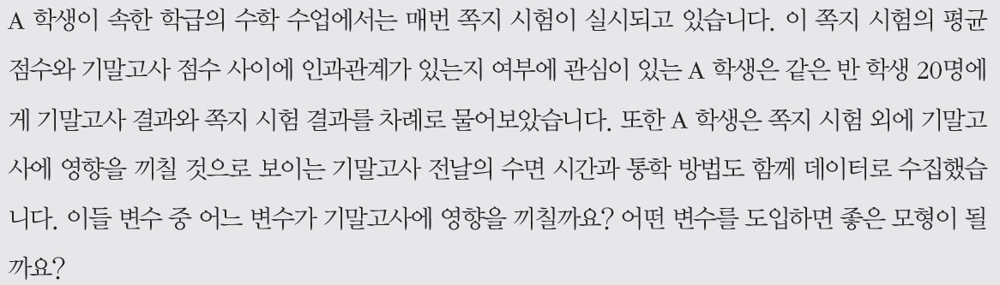 A 학생이 속한 학급의 수학 수업에서는 매번 쪽지 시험이 실시되고 있습니다. 이 쪽지 시험의 평균
점수와 기말고사 점수 사이에 인과관계가 있는지 여부에 관심이 있는 A 학생은 같은 반 학생 20명에
게 기말고사 결과와 쪽지 시험 결과를 차례로 물어보았습니다. 또한 A 학생은 쪽지 시험 외에 기말고
사에 영향을 끼칠 것으로 보이는 기말고사 전날의 수면 시간과 통학 방법도 함께 데이터로 수집했습
니다. 이들 변수 중 어느 변수가 기말고사에 영향을 끼칠까요? 어떤 변수를 도입하면 좋은 모형이 될
까요?